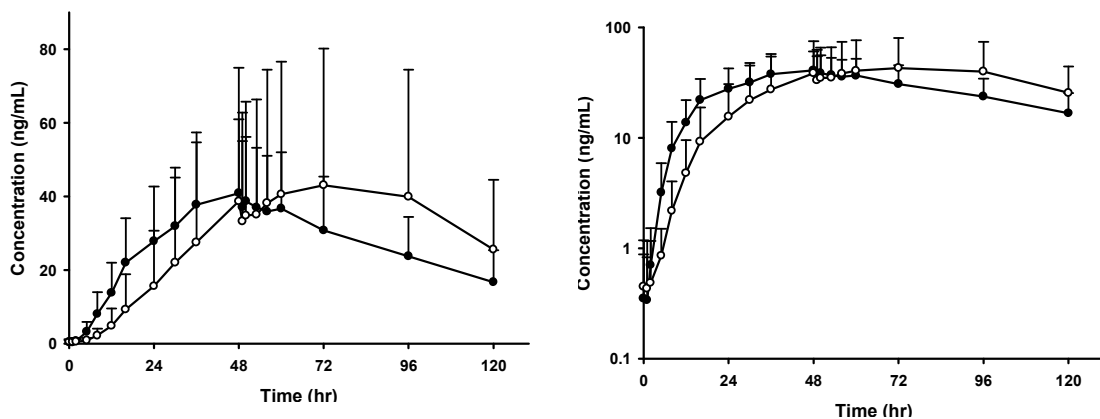 Concentration (ng/mL)
80
60
40
20
0
0 24 48 72 96 120
Time (hr)
Concentration (ng/mL)
100
10
1
0.1
0 24 48 72 96 120
Time (hr)